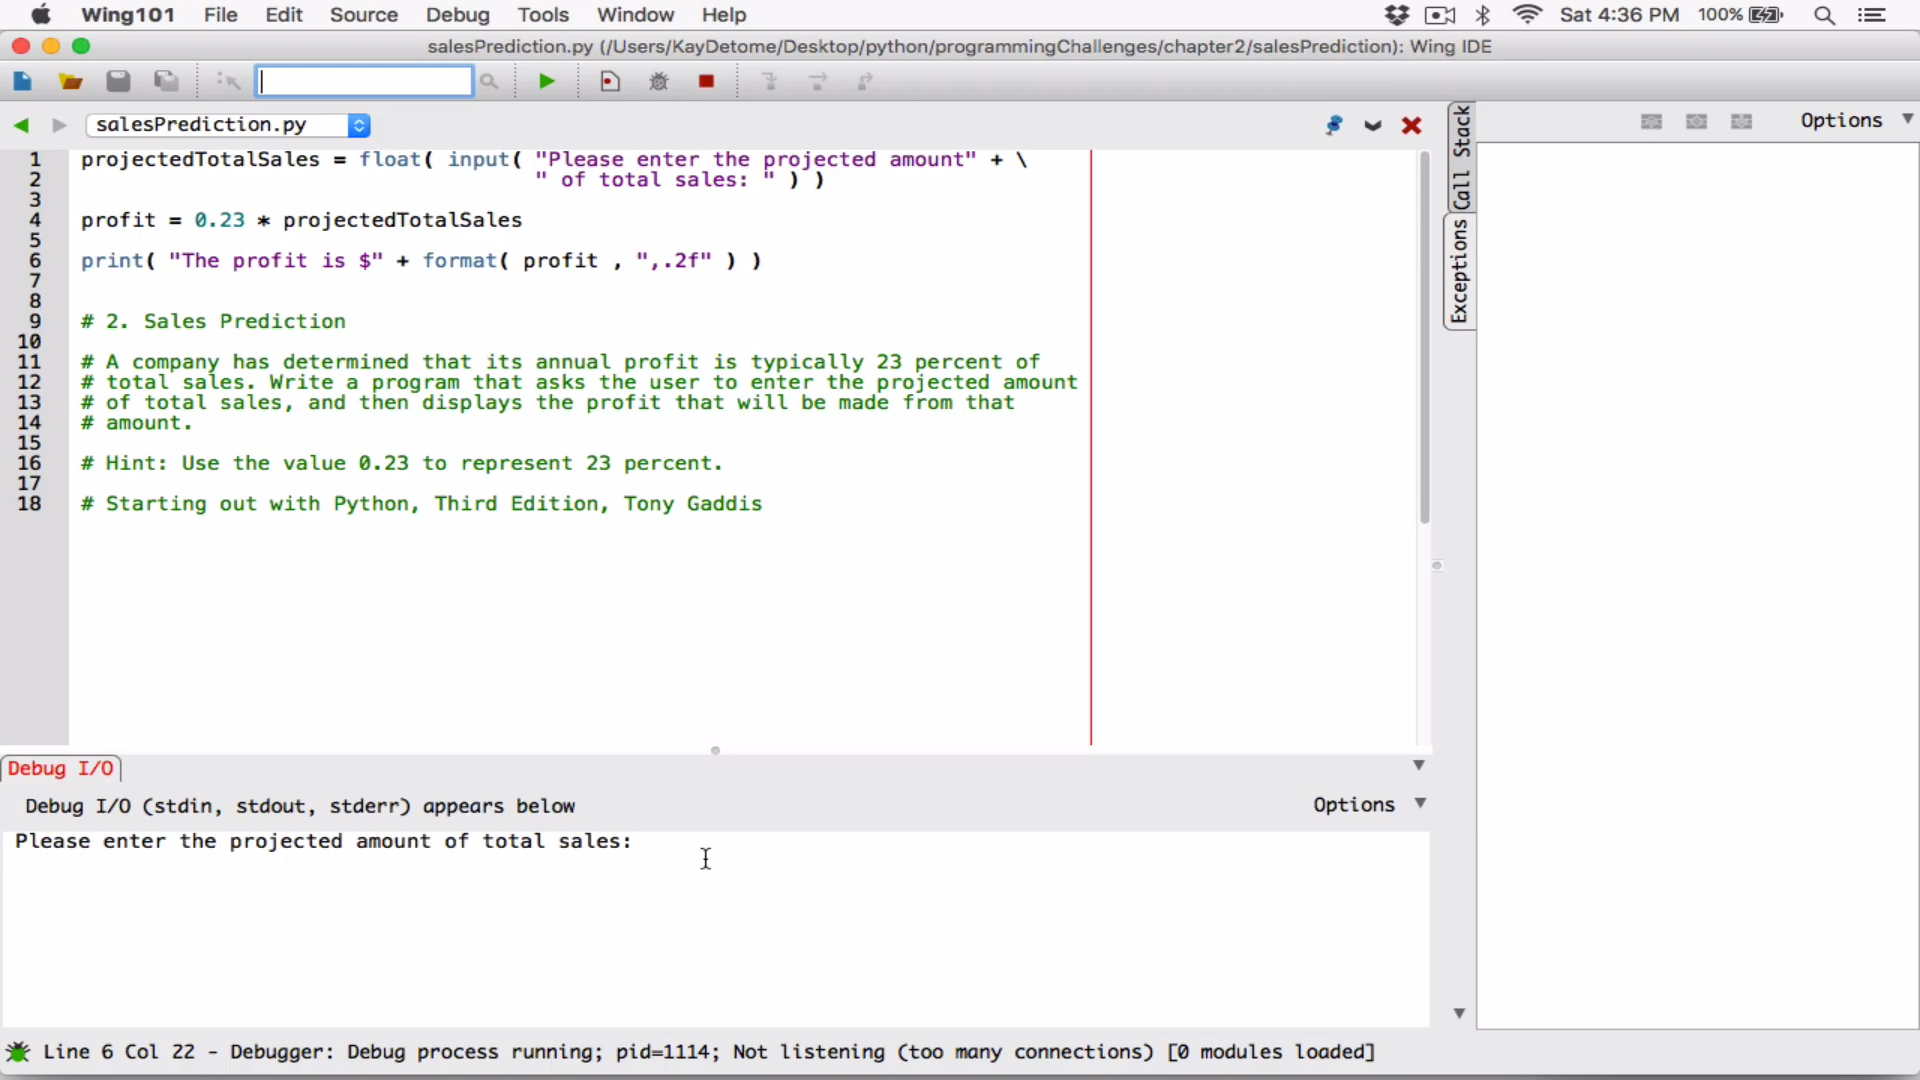 Wing101 File Edit Source Debug Tools Window Help Sat 4:36 PM 100%
salesPrediction.py (/Users/KayDetome/Desktop/python/programmingChallenges/chapter2/salesPrediction): Wing IDE
salesPrediction.py
Options
Call Stack
Exceptions
1 projectedTotalSales = float( input( "Please enter the projected amount" + \
2 " of total sales: " ) )
3
4 profit = 0.23 * projectedTotalSales
5
6 print( "The profit is $" + format( profit , ",.2f" ) )
7
8
9 # 2. Sales Prediction
10
11 # A company has determined that its annual profit is typically 23 percent of
12 # total sales. Write a program that asks the user to enter the projected amount
13 # of total sales, and then displays the profit that will be made from that
14 # amount.
15
16 # Hint: Use the value 0.23 to represent 23 percent.
17
18 # Starting out with Python, Third Edition, Tony Gaddis
Debug I/O
Debug I/O (stdin, stdout, stderr) appears below Options
Please enter the projected amount of total sales:
Line 6 Col 22 - Debugger: Debug process running; pid=1114; Not listening (too many connections) [0 modules loaded]